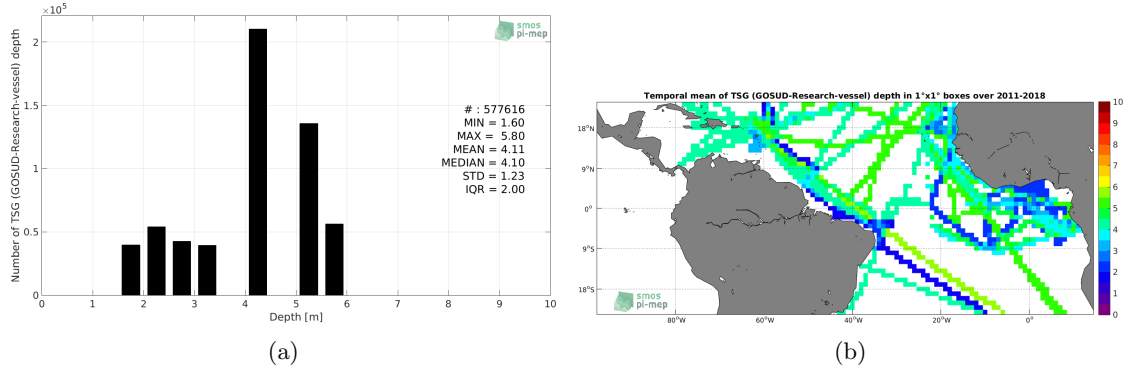 ×10^5
Number of TSG (GOSUD-Research-vessel) depth
2
1.5
1
0.5
0
0 1 2 3 4 5 6 7 8 9 10
Depth [m]
smos
pi-mep
# : 577616
MIN = 1.60
MAX = 5.80
MEAN = 4.11
MEDIAN = 4.10
STD = 1.23
IQR = 2.00
(a)
Temporal mean of TSG (GOSUD-Research-vessel) depth in 1°x1° boxes over 2011-2018
18°N
9°N
0°
9°S
18°S
80°W 60°W 40°W 20°W 0°
smos
pi-mep
10
9
8
7
6
5
4
3
2
1
0
(b)